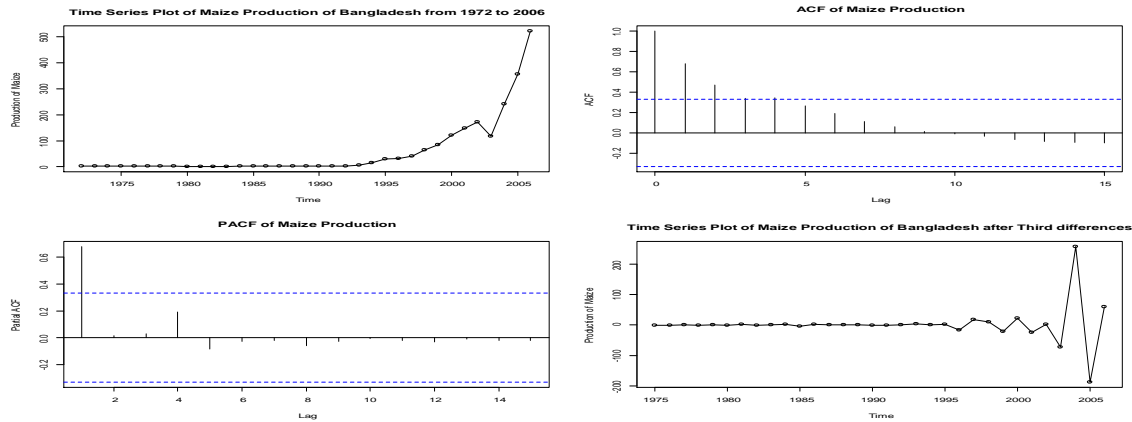 Time Series Plot of Maize Production of Bangladesh from 1972 to 2006
Production of Maize
0 100 200 300 400 500
1975 1980 1985 1990 1995 2000 2005
Time
ACF of Maize Production
ACF
-0.2 0.0 0.2 0.4 0.6 0.8 1.0
0 5 10 15
Lag
PACF of Maize Production
Partial ACF
-0.2 0.0 0.2 0.4 0.6
2 4 6 8 10 12 14
Lag
Time Series Plot of Maize Production of Bangladesh after Third differences
Production of Maize
-200 -100 0 100 200
1975 1980 1985 1990 1995 2000 2005
Time